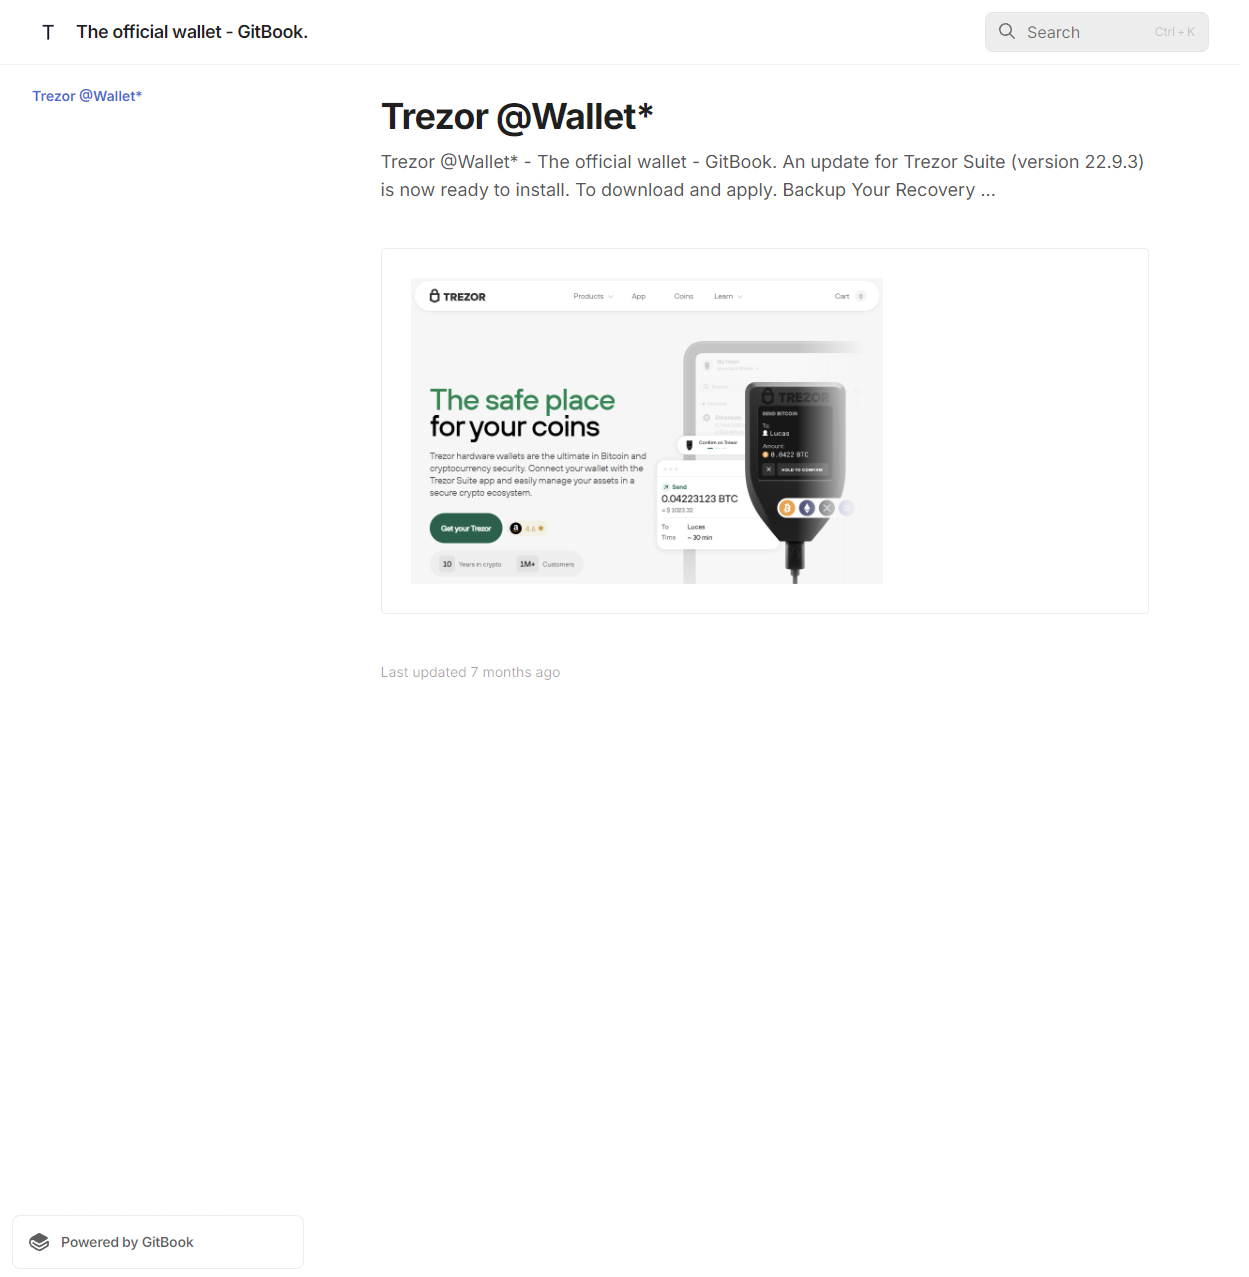 T The official wallet - GitBook.
Search Ctrl + K
Trezor @Wallet*
Trezor @Wallet*
Trezor @Wallet* - The official wallet - GitBook. An update for Trezor Suite (version 22.9.3)
is now ready to install. To download and apply. Backup Your Recovery ...
TREZOR Products App Coins Learn Cart 0
The safe place
for your coins
Trezor hardware wallets are the ultimate in Bitcoin and
cryptocurrency security. Connect your wallet with the
Trezor Suite app and easily manage your assets in a
secure crypto ecosystem.
Get your Trezor a 4.6
10 Years in crypto 1M+ Customers
My Trezor
Ethereum
Confirm on Trezor
Send
0.04223123 BTC
≈ $ 1023.32
To Lucas
Time ~ 30 min
TREZOR
SEND BITCOIN
To
Lucas
Amount:
0.0422 BTC
HOLD TO CONFIRM
Last updated 7 months ago
Powered by GitBook